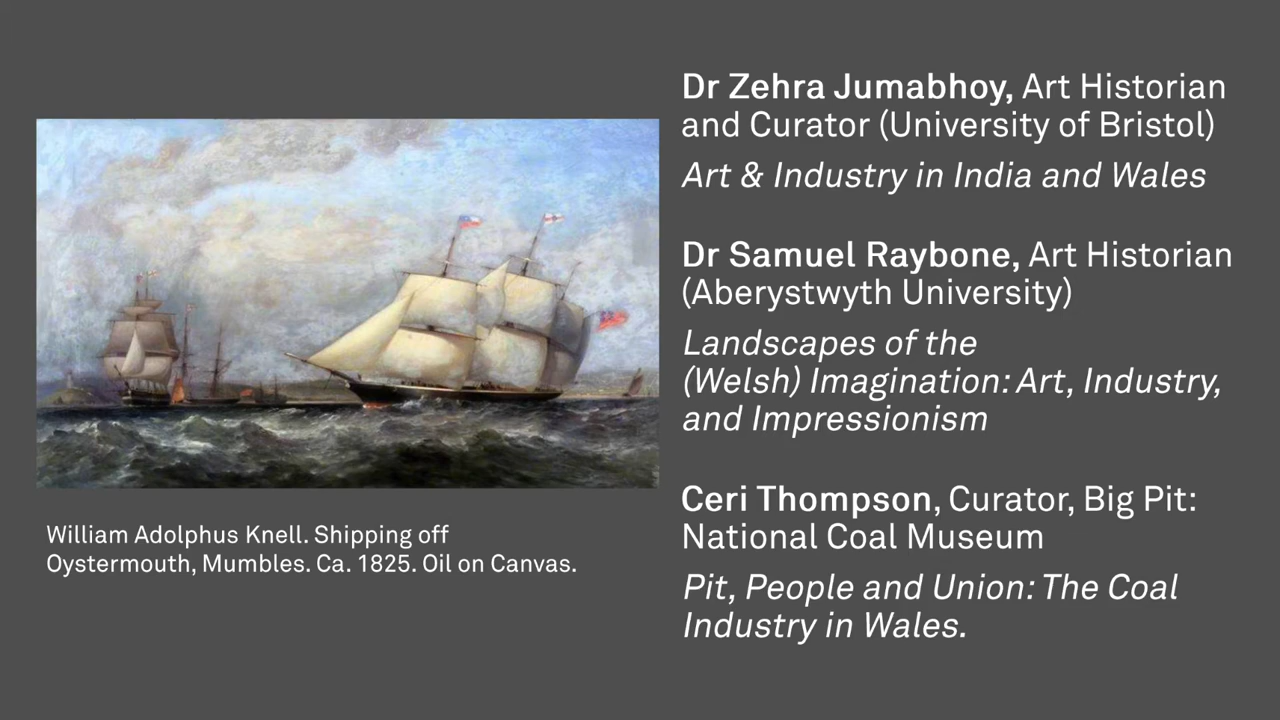 Dr Zehra Jumabhoy, Art Historian
and Curator (University of Bristol)
Art & Industry in India and Wales
Dr Samuel Raybone, Art Historian
(Aberystwyth University)
Landscapes of the
(Welsh) Imagination: Art, Industry,
and Impressionism
Ceri Thompson, Curator, Big Pit:
National Coal Museum
Pit, People and Union: The Coal
Industry in Wales.
William Adolphus Knell. Shipping off
Oystermouth, Mumbles. Ca. 1825. Oil on Canvas.